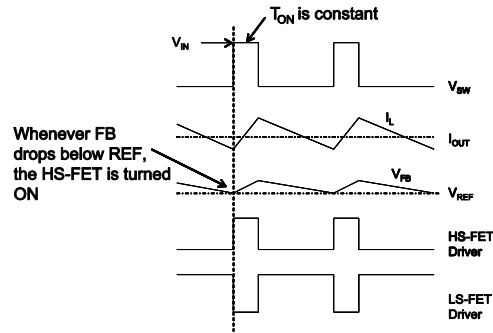 TON is constant
VIN
VSW
IL
IOUT
Whenever FB
drops below REF,
the HS-FET is turned
ON
VFB
VREF
HS-FET
Driver
LS-FET
Driver